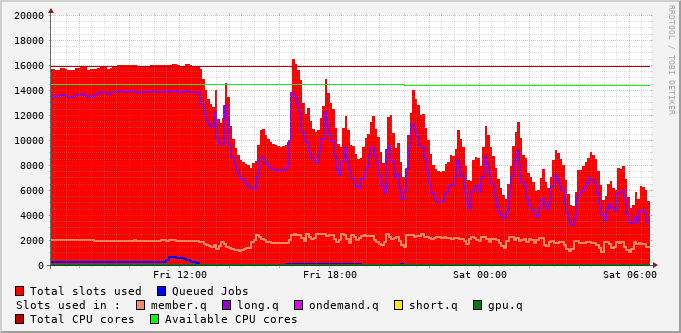 20000
18000
16000
14000
12000
10000
8000
6000
4000
2000
0
Fri 12:00 Fri 18:00 Sat 00:00 Sat 06:00
RRDTOOL / TOBI OETIKER
Total slots used Queued Jobs
Slots used in : member.q long.q ondemand.q short.q gpu.q
Total CPU cores Available CPU cores